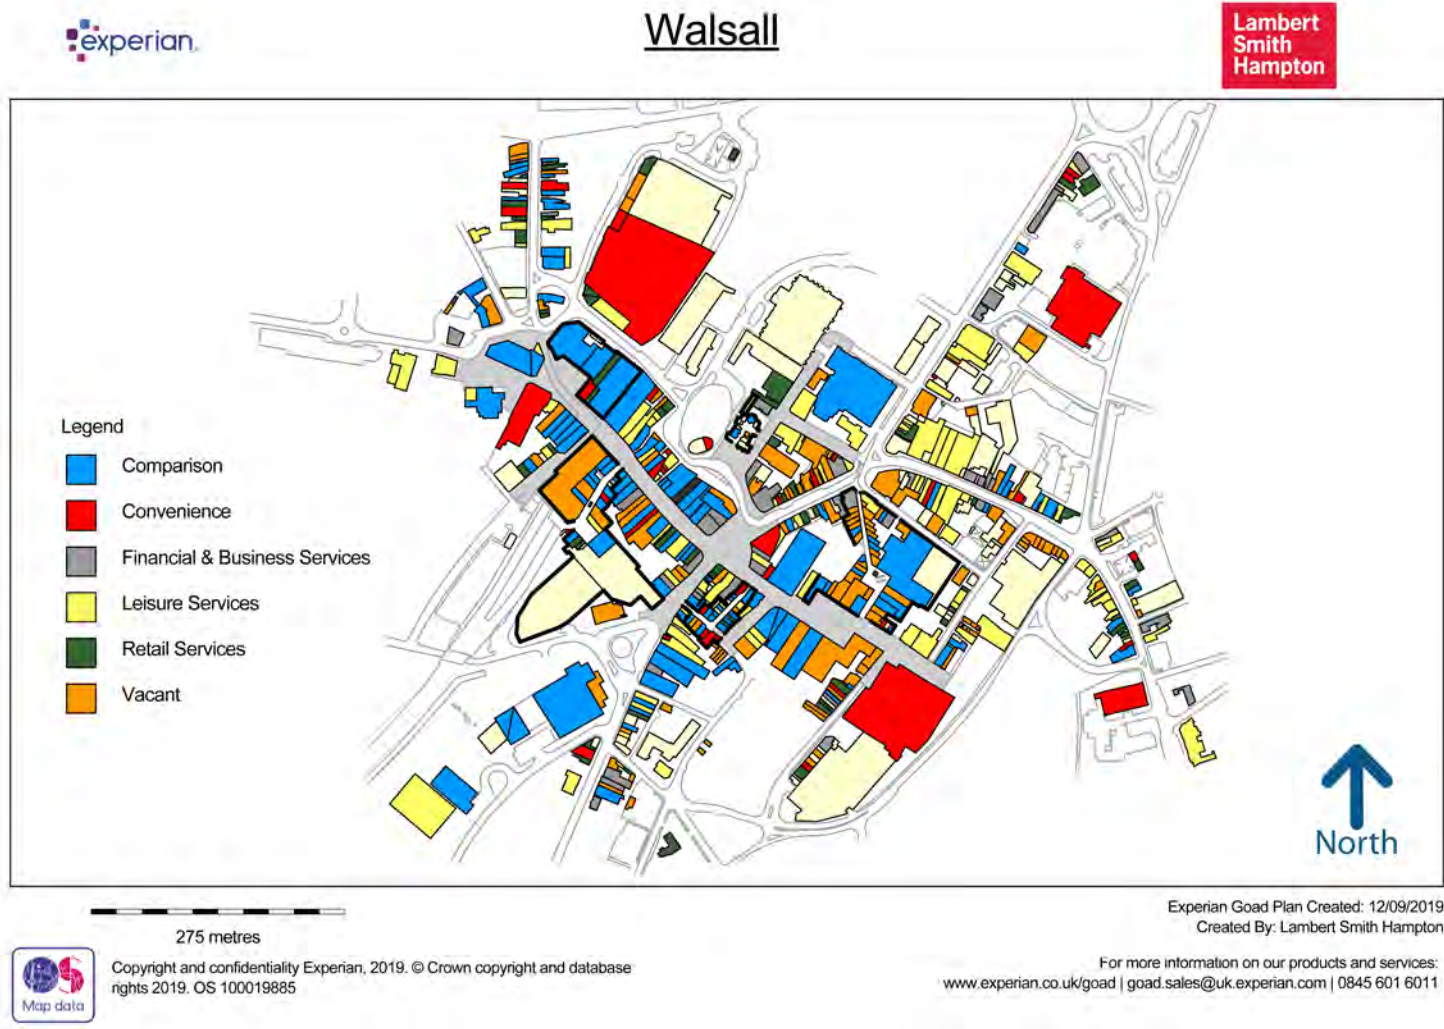 experian.
Walsall
Lambert
Smith
Hampton
Legend
Comparison
Convenience
Financial & Business Services
Leisure Services
Retail Services
Vacant
North
275 metres
Experian Goad Plan Created: 12/09/2019
Created By: Lambert Smith Hampton
OS
Map data
Copyright and confidentiality Experian, 2019. © Crown copyright and database
rights 2019. OS 100019885
For more information on our products and services:
www.experian.co.uk/goad | goad.sales@uk.experian.com | 0845 601 6011